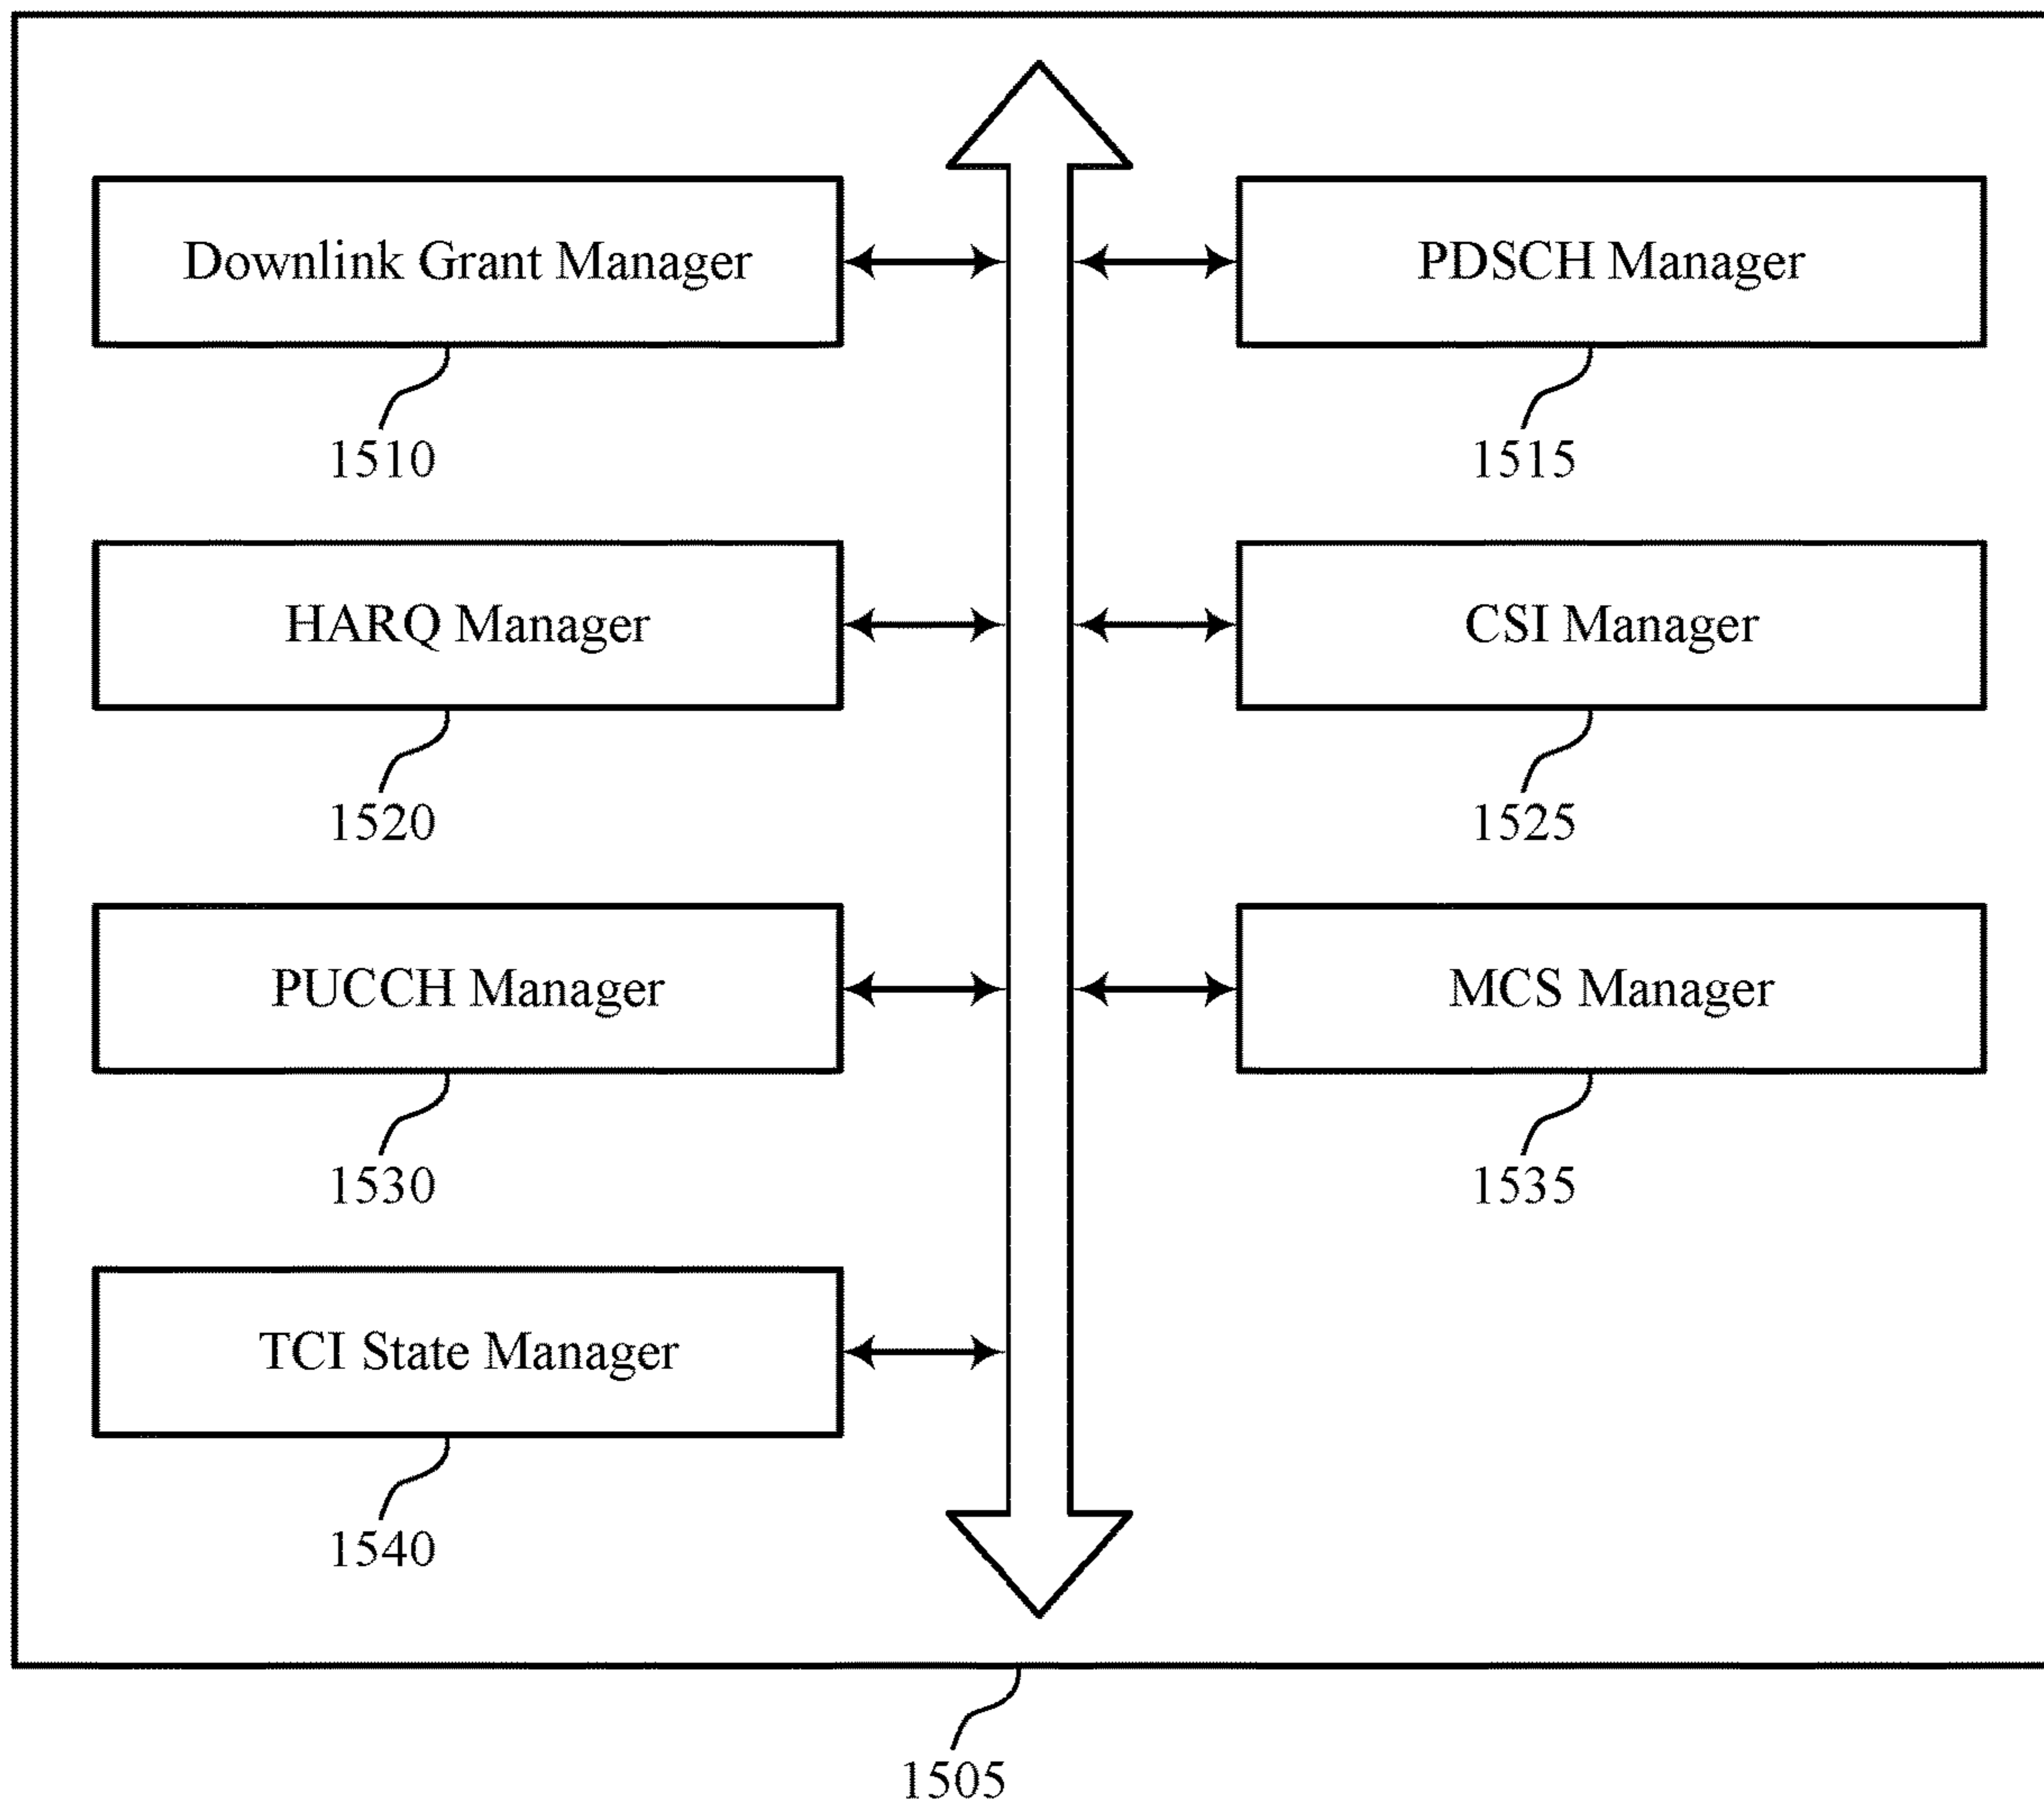 Downlink Grant Manager
PDSCH Manager
1510
1515
HARQ Manager
CSI Manager
1520
1525
PUCCH Manager
MCS Manager
1530
1535
TCI State Manager
1540
1505